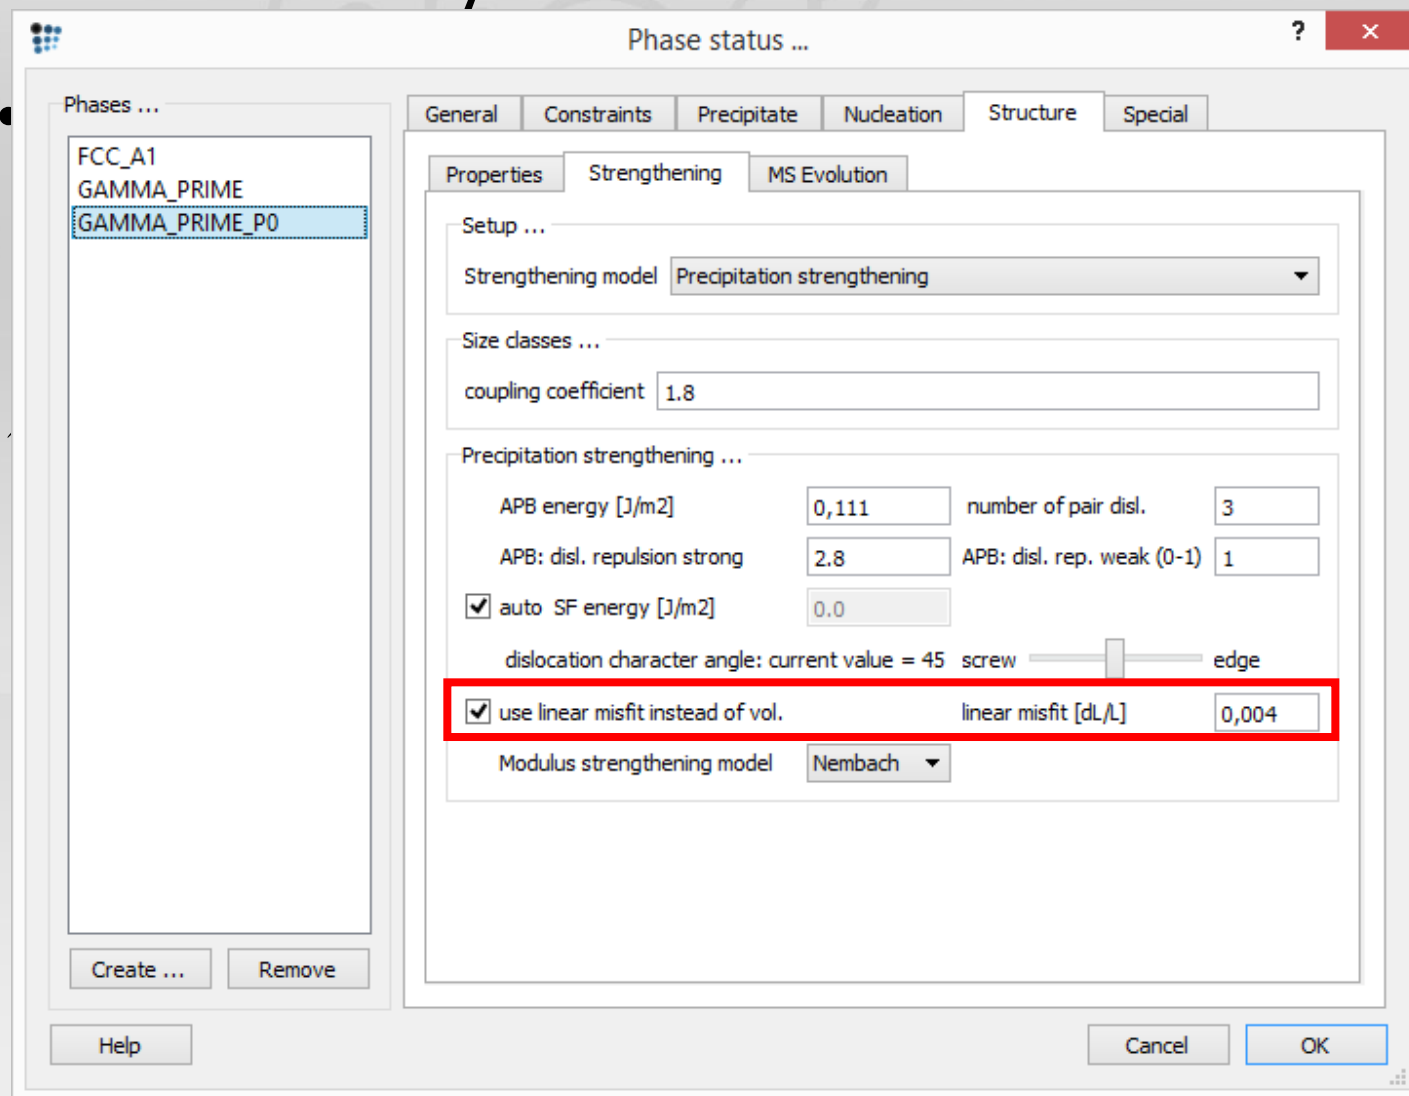 Phase status ...
?
Phases ...
FCC_A1
GAMMA_PRIME
GAMMA_PRIME_P0
Create ...
Remove
General
Constraints
Precipitate
Nucleation
Structure
Special
Properties
Strengthening
MS Evolution
Setup ...
Strengthening model Precipitation strengthening
Size classes ...
coupling coefficient 1.8
Precipitation strengthening ...
APB energy [J/m2] 0,111 number of pair disl. 3
APB: disl. repulsion strong 2.8 APB: disl. rep. weak (0-1) 1
auto SF energy [J/m2] 0.0
dislocation character angle: current value = 45 screw edge
use linear misfit instead of vol. linear misfit [dL/L] 0,004
Modulus strengthening model Nembach
Help
Cancel
OK